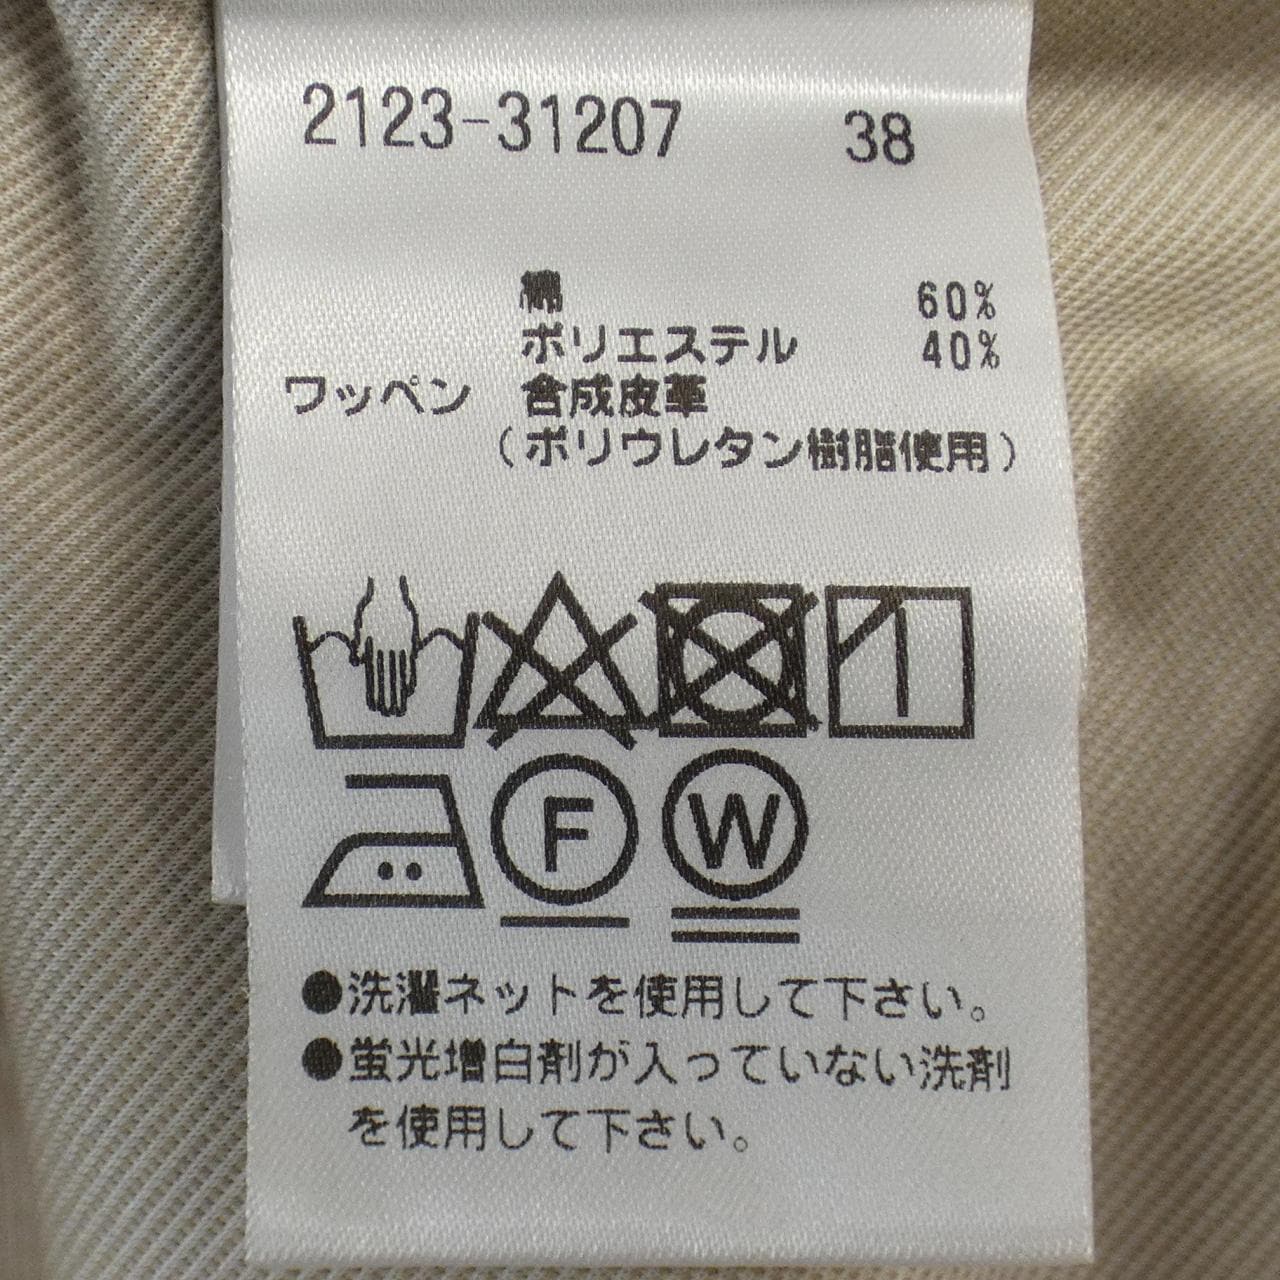 2123-31207 38
綿 60%
ポリエステル 40%
ワッペン 合成皮革
(ポリウレタン樹脂使用)
F W
●洗濯ネットを使用して下さい。
●蛍光増白剤が入っていない洗剤
を使用して下さい。